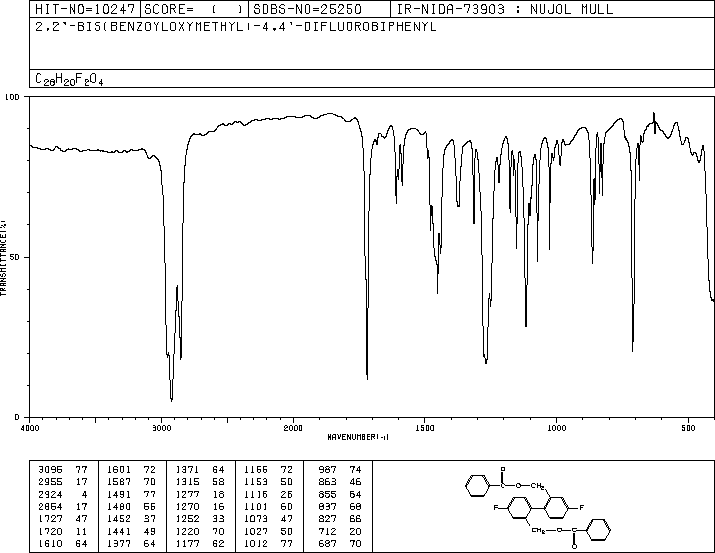 HIT-NO=10247 SCORE= ( ) SDBS-NO=25250 IR-NIDA-73903 : NUJOL MULL
2,2'-BIS(BENZOYLOXYMETHYL)-4,4'-DIFLUOROBIPHENYL
C28H20F2O4
100
50
0
TRANSMITTANCE(%)
4000 3000 2000 1500 1000 500
WAVENUMBER(-1)
3095 77 1601 72 1371 64 1166 72 987 74
2955 17 1587 70 1315 58 1153 50 863 46
2924 4 1491 77 1277 18 1116 26 855 64
2854 17 1480 55 1270 16 1101 60 837 68
1727 47 1452 37 1252 33 1073 47 827 66
1720 11 1441 49 1220 70 1027 50 712 20
1610 64 1377 64 1177 62 1012 77 687 70
O
C O CH2
F F
CH2 O C
O